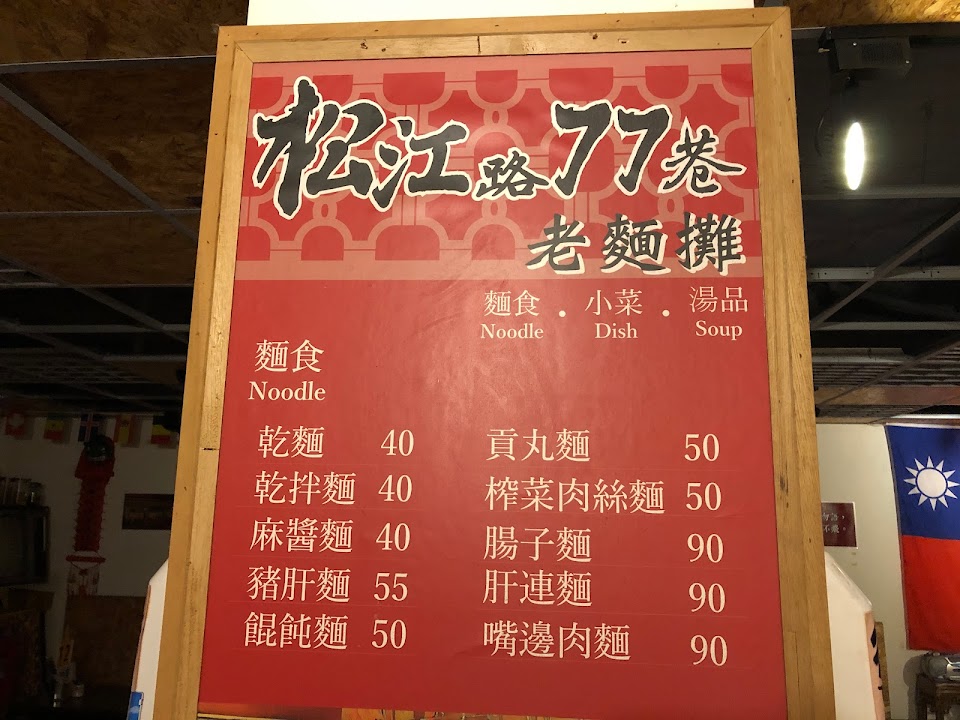 松江路77巷
老麵攤
麵食．小菜．湯品
Noodle Dish Soup
麵食
Noodle
乾麵 40 貢丸麵 50
乾拌麵 40 榨菜肉絲麵 50
麻醬麵 40 腸子麵 90
豬肝麵 55 肝連麵 90
餛飩麵 50 嘴邊肉麵 90